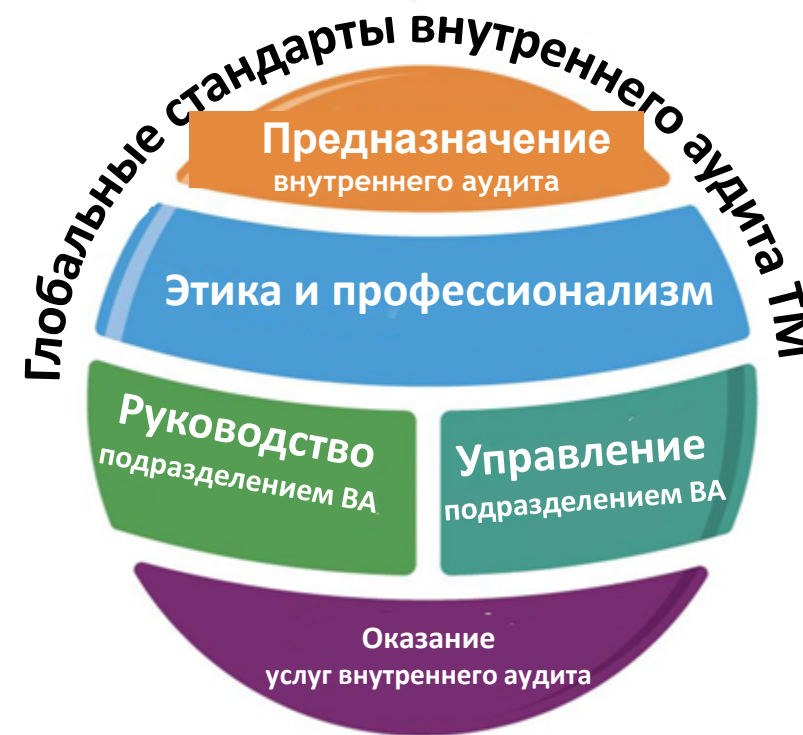 Глобальные стандарты внутреннего аудита ТМ
Предназначение
внутреннего аудита
Этика и профессионализм
Руководство
подразделением ВА
Управление
подразделением ВА
Оказание
услуг внутреннего аудита